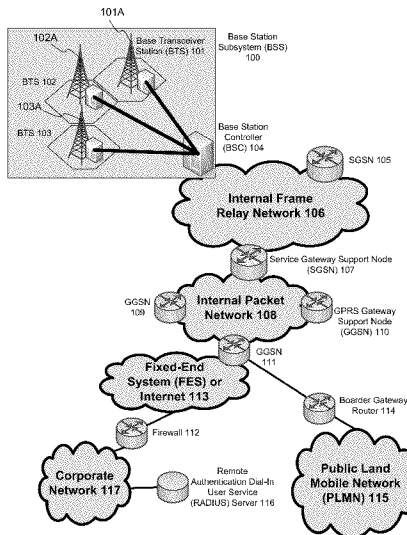 101A
102A
Base Transceiver
Station (BTS) 101
Base Station
Subsystem (BSS)
100
BTS 102
103A
BTS 103
Base Station
Controller
(BSC) 104
SGSN 105
Internal Frame
Relay Network 106
Service Gateway Support Node
(SGSN) 107
GGSN
109
Internal Packet
Network 108
GPRS Gateway
Support Node
(GGSN) 110
GGSN
111
Fixed-End
System (FES) or
Internet 113
Boarder Gateway
Router 114
Firewall 112
Corporate
Network 117
Remote
Authentication Dial-In
User Service
(RADIUS) Server 116
Public Land
Mobile Network
(PLMN) 115